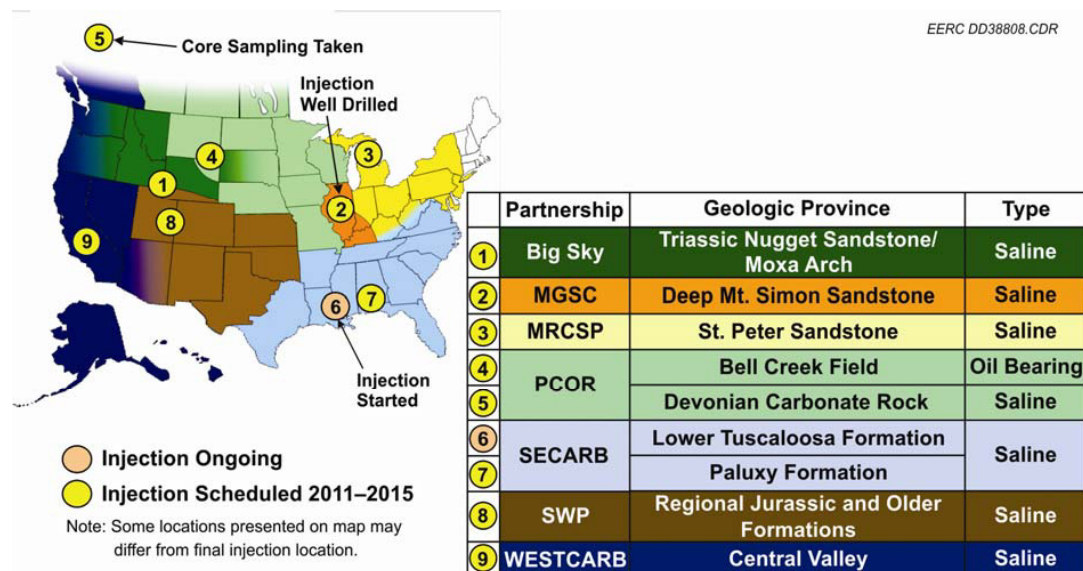 EERC DD38808.CDR
5
Core Sampling Taken
Injection
Well Drilled
4
3
1
2
8
9
6
7
Injection
Started
Injection Ongoing
Injection Scheduled 2011–2015
Note: Some locations presented on map may
differ from final injection location.
Partnership Geologic Province Type
1 Big Sky Triassic Nugget Sandstone/
Moxa Arch Saline
2 MGSC Deep Mt. Simon Sandstone Saline
3 MRCSP St. Peter Sandstone Saline
4 PCOR Bell Creek Field Oil Bearing
5 Devonian Carbonate Rock Saline
6 SECARB Lower Tuscaloosa Formation Saline
7 Paluxy Formation
8 SWP Regional Jurassic and Older
Formations Saline
9 WESTCARB Central Valley Saline